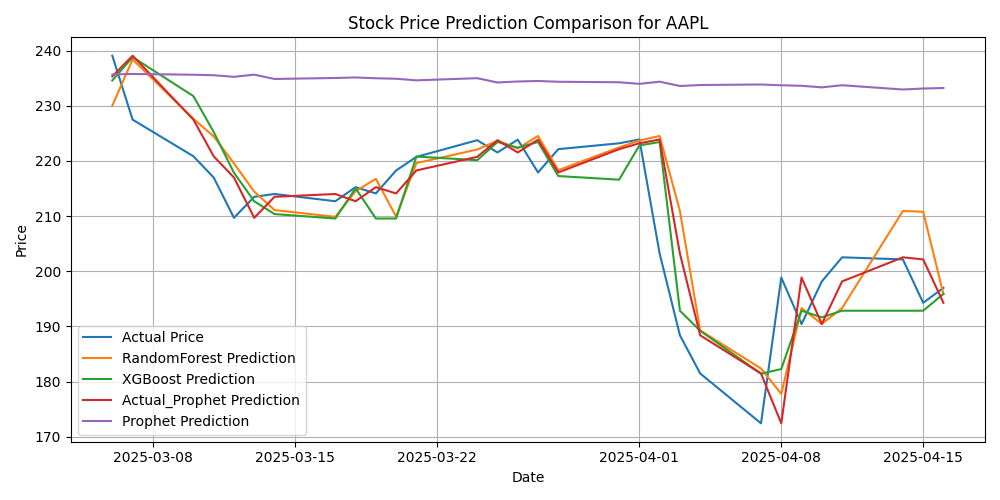 Stock Price Prediction Comparison for AAPL
240
230
220
210
200
190
180
170
Price
Actual Price
RandomForest Prediction
XGBoost Prediction
Actual_Prophet Prediction
Prophet Prediction
2025-03-08
2025-03-15
2025-03-22
2025-04-01
2025-04-08
2025-04-15
Date